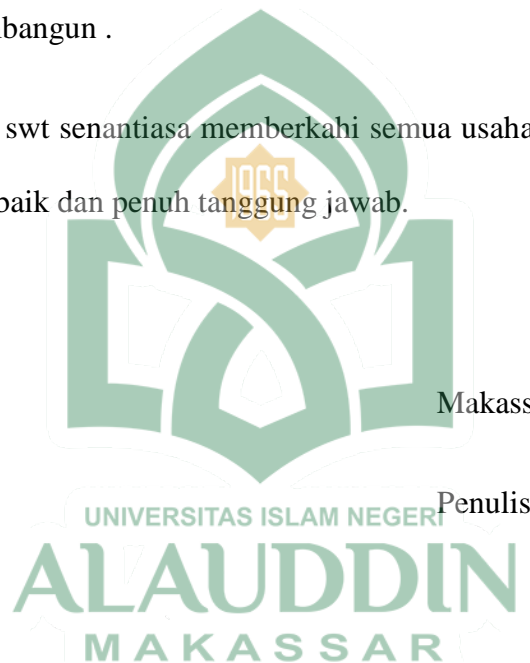 bangun .
swt senantiasa memberkahi semua usaha
baik dan penuh tanggung jawab.
1965
Makass
Penulis
UNIVERSITAS ISLAM NEGERI
ALAUDDIN
MAKASSAR